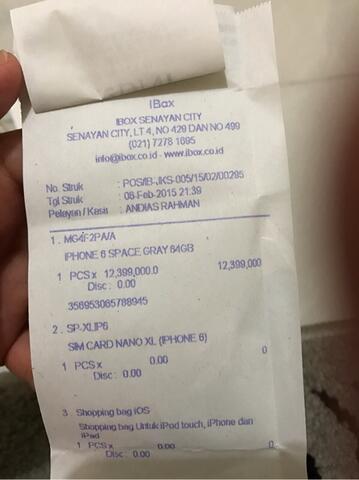 IBox
IBOX SENAYAN CITY
SENAYAN CITY, LT 4, NO 429 DAN NO 499
(021) 7278 1695
info@ibox.co.id - www.ibox.co.id
No. Struk : POS/IB-JKS-005/15/02/00295
Tgl Struk : 06-Feb-2015 21:39
Pelayan / Kasir : ANDIAS RAHMAN
1. MG4F2PA/A
IPHONE 6 SPACE GRAY 64GB
1 PCS x 12,399,000.0 12,399,000
Disc : 0.00
356953065788945
2. SP-XLIP6
SIM CARD NANO XL (IPHONE 6)
1 PCS x 0.00 0
Disc : 0.00
3 Shopping bag iOS
Shopping bag Untuk iPod touch, iPhone dan
iPad
1 PCS x 0.00 0
Disc : 0.00